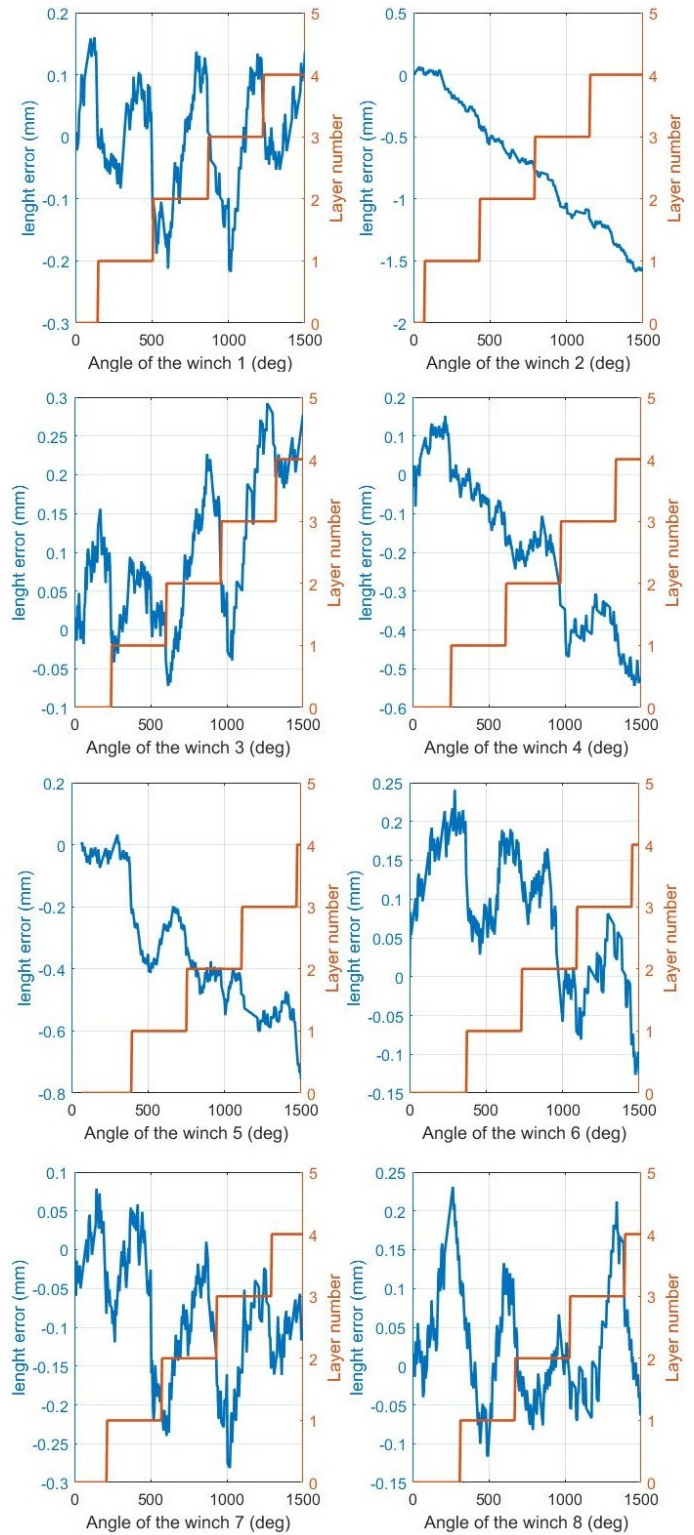 0.2 5 0.5 5
0.1 4 0 4
0 3 -0.5 3
-0.1 2 -1 2
-0.2 1 -1.5 1
-0.3 0 -2 0
lenght error (mm) Layer number lenght error (mm) Layer number
0 500 1000 1500 0 500 1000 1500
Angle of the winch 1 (deg) Angle of the winch 2 (deg)
0.3 5 0.2 5
0.25 0.1
0.2 4 0 4
0.15 3 -0.1 3
0.1 -0.2
0.05 2 -0.3 2
0 1 -0.4 1
-0.05 -0.5
-0.1 0 -0.6 0
lenght error (mm) Layer number lenght error (mm) Layer number
0 500 1000 1500 0 500 1000 1500
Angle of the winch 3 (deg) Angle of the winch 4 (deg)
0.2 5 0.25 5
0.2
0 4 0.15 4
-0.2 3 0.1 3
0.05
-0.4 2 0 2
-0.6 1 -0.05 1
-0.1
-0.8 0 -0.15 0
lenght error (mm) Layer number lenght error (mm) Layer number
0 500 1000 1500 0 500 1000 1500
Angle of the winch 5 (deg) Angle of the winch 6 (deg)
0.1 5 0.25 5
0.05 0.2
0 4 0.15 4
-0.05 3 0.1 3
-0.1 0.05
-0.15 2 0 2
-0.2 1 -0.05 1
-0.25 -0.1
-0.3 0 -0.15 0
lenght error (mm) Layer number lenght error (mm) Layer number
0 500 1000 1500 0 500 1000 1500
Angle of the winch 7 (deg) Angle of the winch 8 (deg)